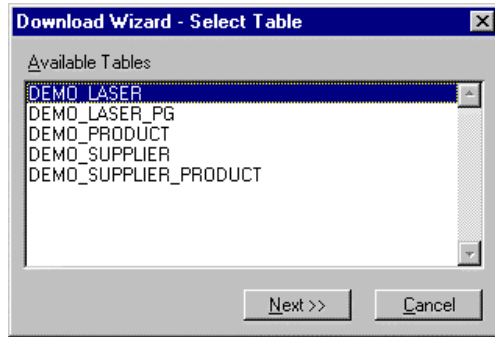 Download Wizard - Select Table
Available Tables
DEMO_LASER
DEMO_LASER_PG
DEMO_PRODUCT
DEMO_SUPPLIER
DEMO_SUPPLIER_PRODUCT
Next >> Cancel